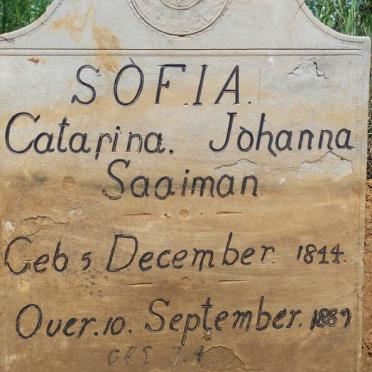 SOFIA.
Catarina. Johanna
Saaiman
Geb 5 December. 1844.
Over. 10. September. 1889